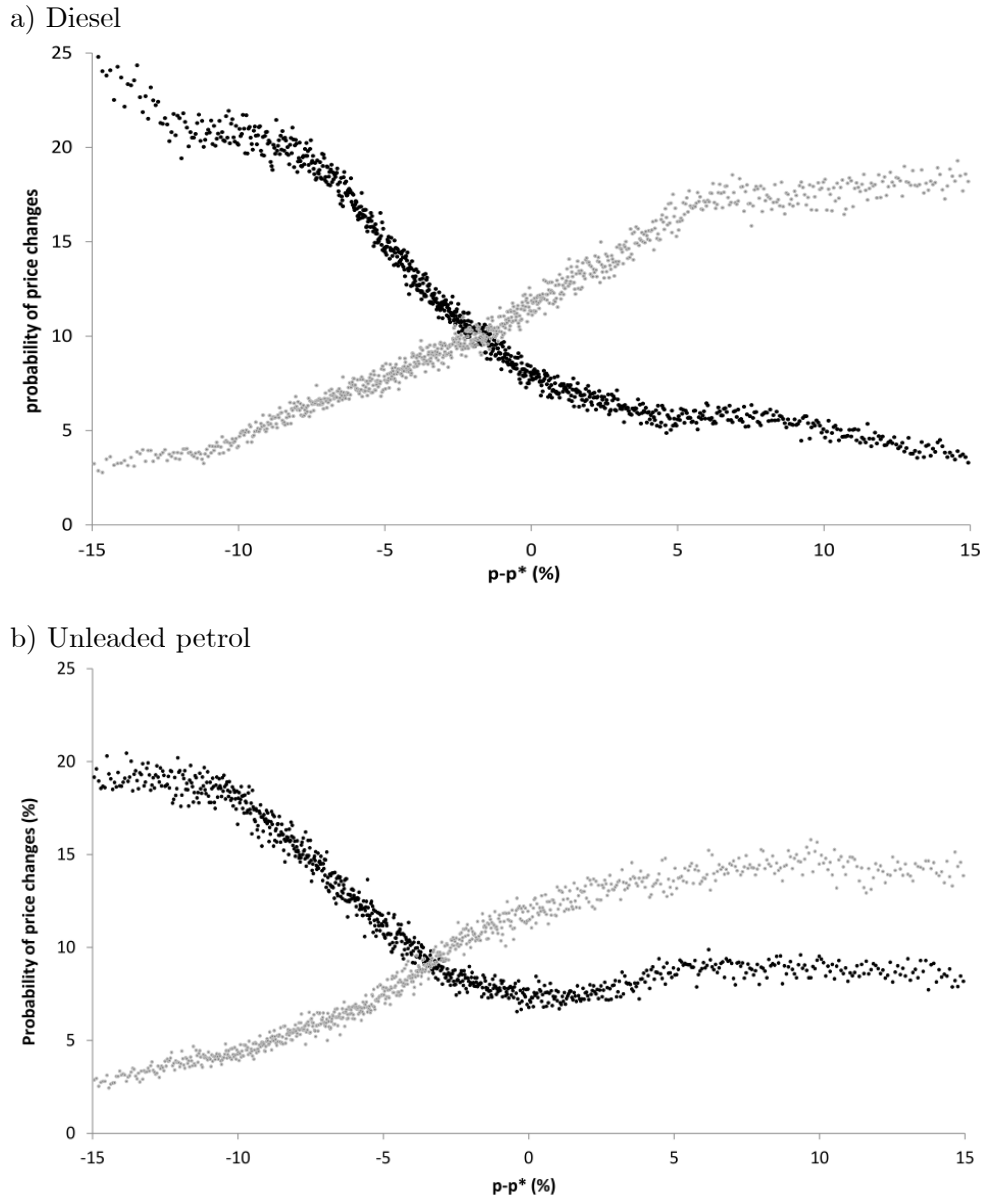 a) Diesel
25
20
15
10
5
0
probability of price changes
-15 -10 -5 0 5 10 15
p-p* (%)
b) Unleaded petrol
25
20
15
10
5
0
Probability of price changes (%)
-15 -10 -5 0 5 10 15
p-p* (%)